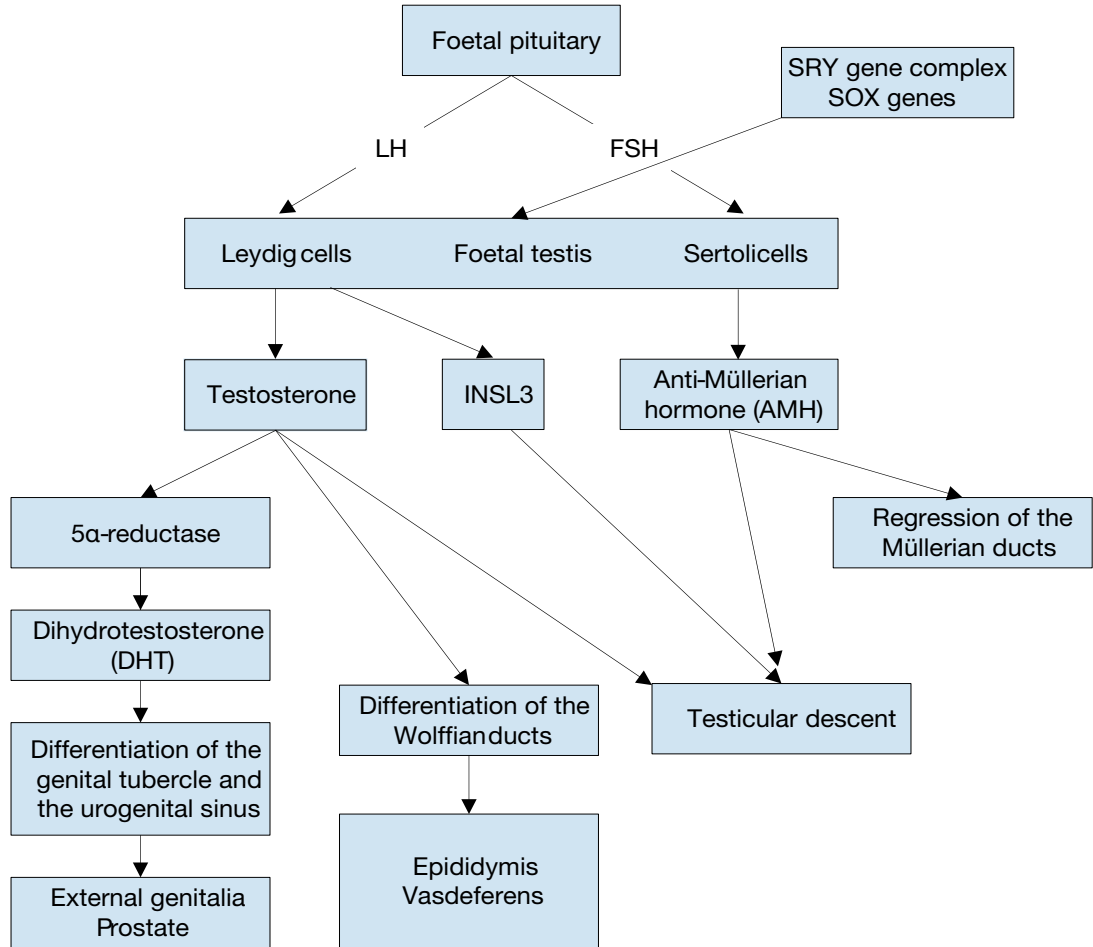 Foetal pituitary
SRY gene complex
SOX genes
LH
FSH
Leydig cells
Foetal testis
Sertolicells
Testosterone
INSL3
Anti-Müllerian
hormone (AMH)
5α-reductase
Regression of the
Müllerian ducts
Dihydrotestosterone
(DHT)
Differentiation of the
Wolffianducts
Testicular descent
Differentiation of the
genital tubercle and
the urogenital sinus
Epididymis
Vasdeferens
External genitalia
Prostate